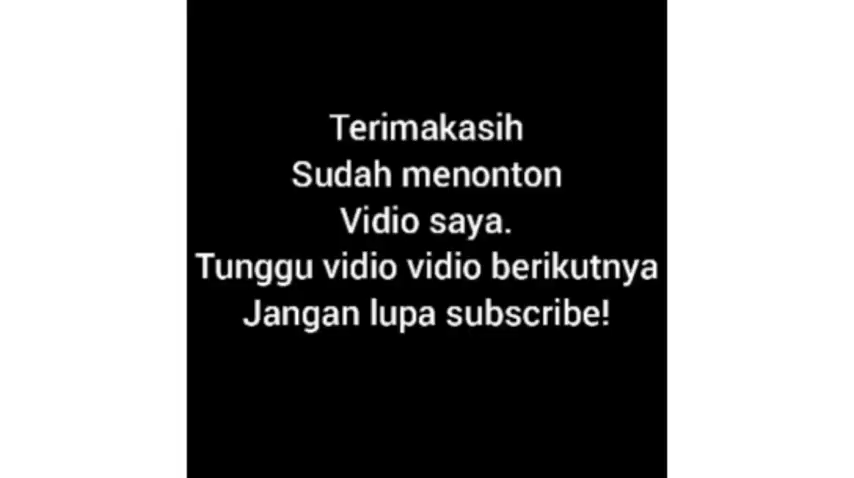 Terimakasih
Sudah menonton
Vidio saya.
Tunggu vidio vidio berikutnya
Jangan lupa subscribe!